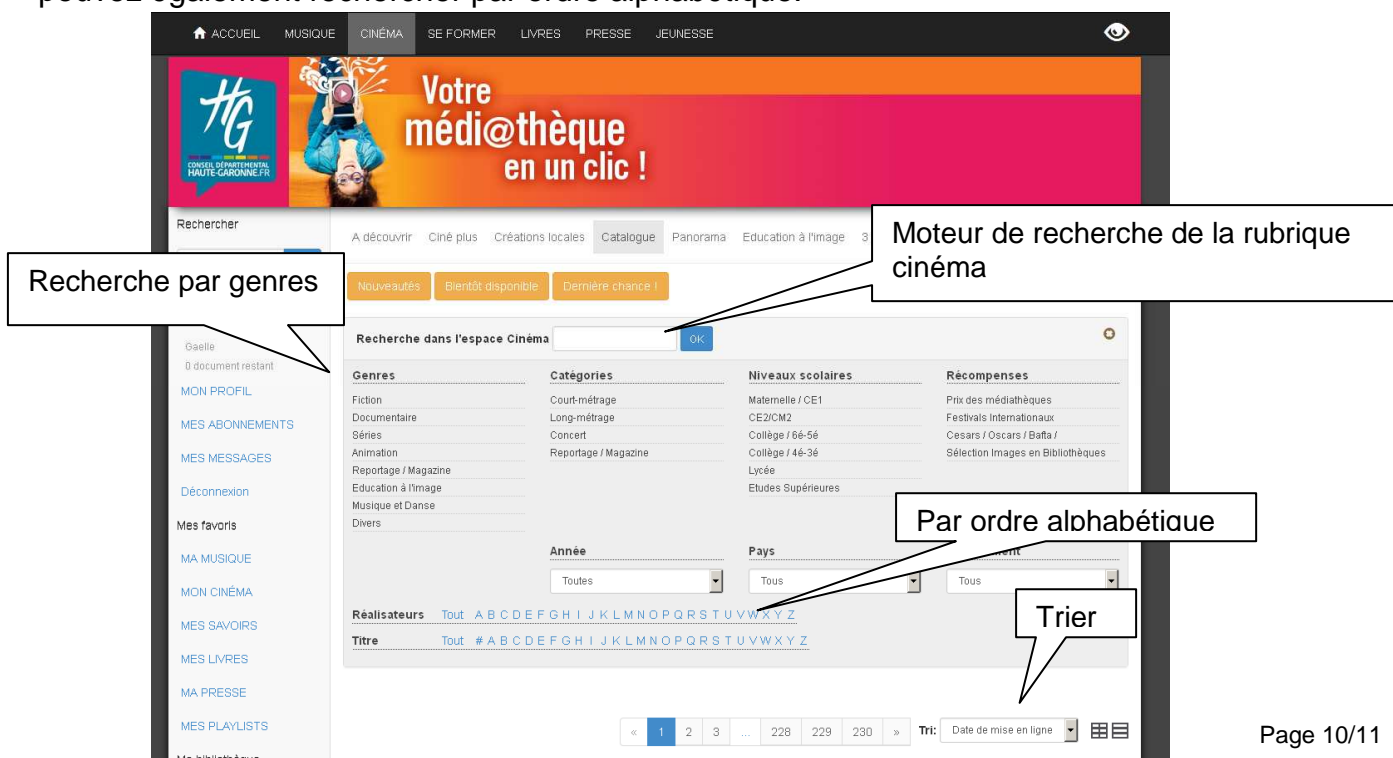 pouvez également rechercher par ordre alphabétique.
ACCUEIL MUSIQUE CINÉMA SE FORMER LIVRES PRESSE JEUNESSE
HG
CONSEIL DÉPARTEMENTAL
HAUTE-GARONNE.FR
Votre
médi@thèque
en un clic !
Rechercher
A découvrir Ciné plus Créations locales Catalogue Panorama Education à l'image 3
Moteur de recherche de la rubrique
cinéma
Recherche par genres
Nouveautés Bientôt disponible Dernière chance !
Gaelle
0 document restant
MON PROFIL
MES ABONNEMENTS
MES MESSAGES
Déconnexion
Mes favoris
MA MUSIQUE
MON CINÉMA
MES SAVOIRS
MES LIVRES
MA PRESSE
MES PLAYLISTS
Ma bibliothèque
Recherche dans l'espace Cinéma OK
Genres
Fiction
Documentaire
Séries
Animation
Reportage / Magazine
Education à l'image
Musique et Danse
Divers
Catégories
Court-métrage
Long-métrage
Concert
Reportage / Magazine
Niveaux scolaires
Maternelle / CE1
CE2/CM2
Collège / 6é-5é
Collège / 4é-3é
Lycée
Etudes Supérieures
Récompenses
Prix des médiathèques
Festivals Internationaux
Cesars / Oscars / Bafta /
Sélection Images en Bibliothèques
Par ordre alphabétique
Année Pays
Toutes Tous Tous
Réalisateurs Tout A B C D E F G H I J K L M N O P Q R S T U V W X Y Z
Titre Tout # A B C D E F G H I J K L M N O P Q R S T U V W X Y Z
Trier
« 1 2 3 ... 228 229 230 » Tri: Date de mise en ligne
Page 10/11